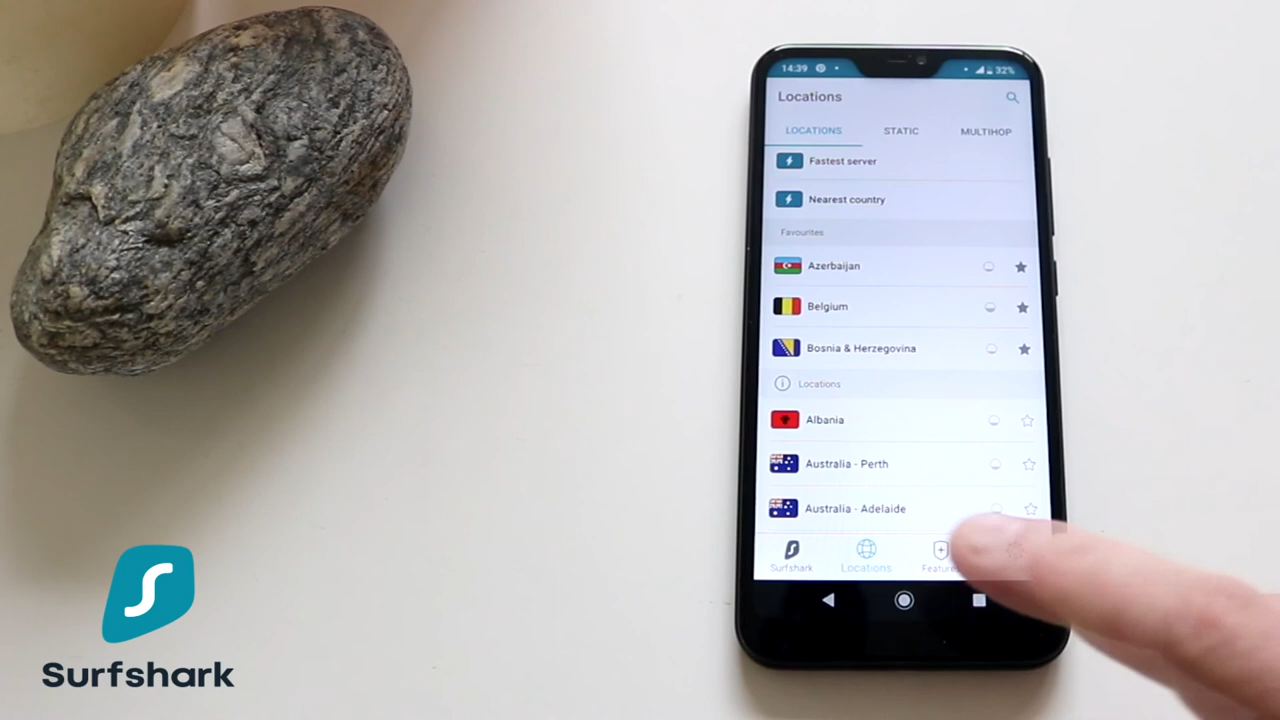 14:39
32%
Locations
LOCATIONS STATIC MULTIHOP
Fastest server
Nearest country
Favourites
Azerbaijan
Belgium
Bosnia & Herzegovina
Locations
Albania
Australia - Perth
Australia - Adelaide
Surfshark Locations Features
Surfshark